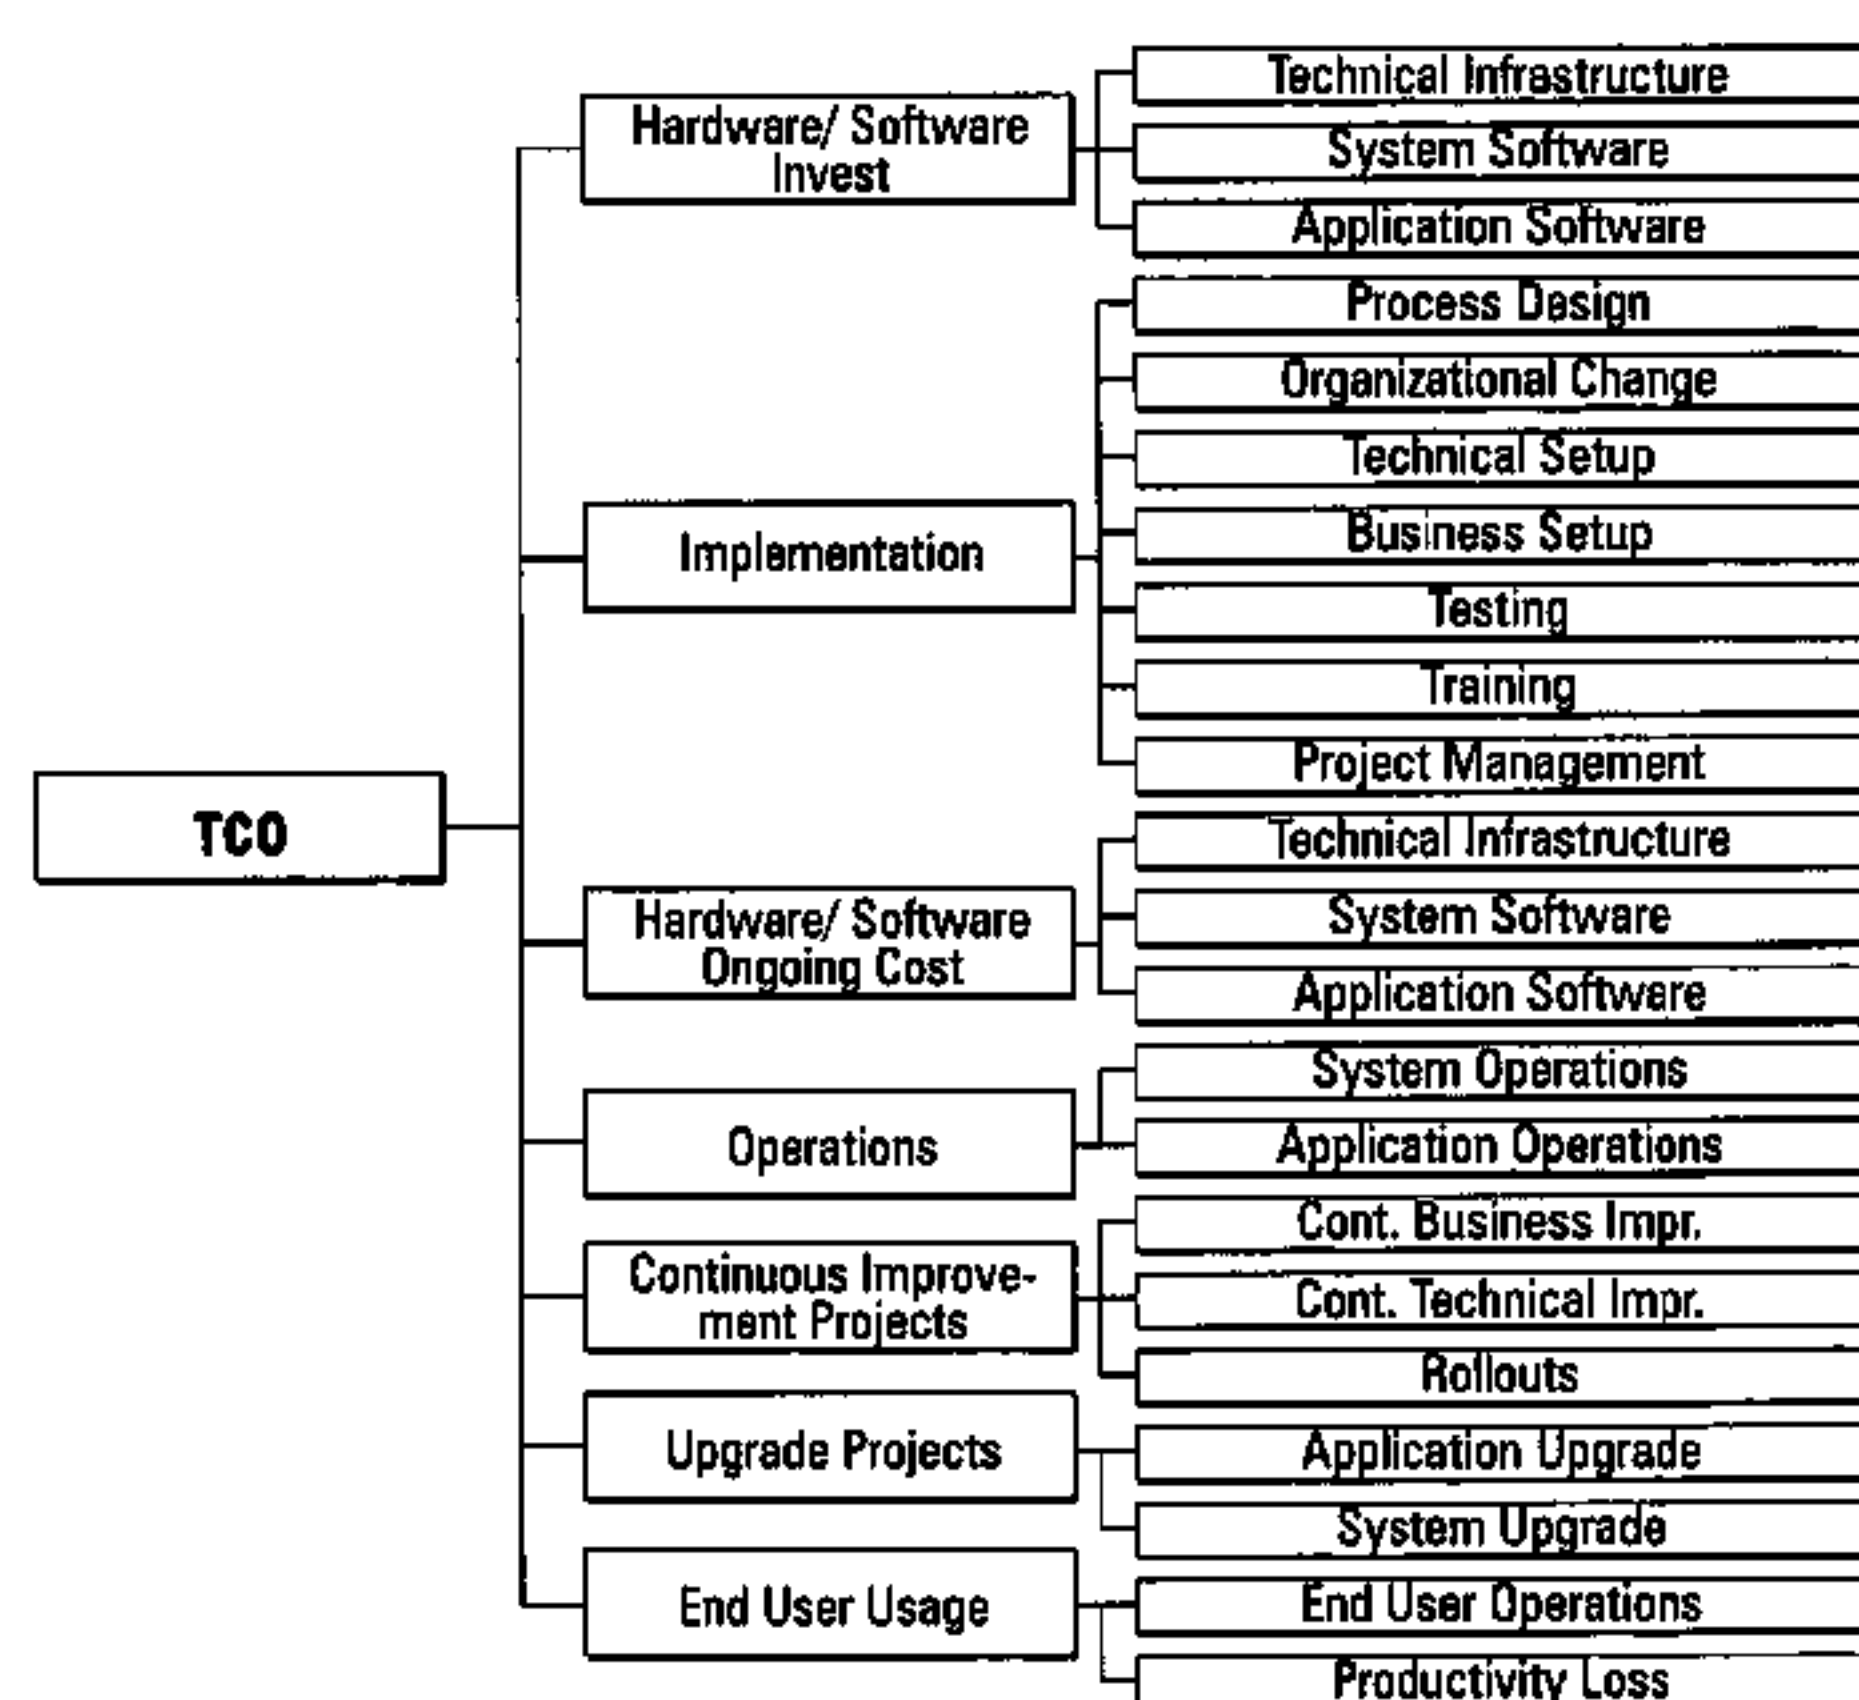 TCO
Hardware/ Software
Invest
Technical Infrastructure
System Software
Application Software
Implementation
Process Design
Organizational Change
Technical Setup
Business Setup
Testing
Training
Project Management
Hardware/ Software
Ongoing Cost
Technical Infrastructure
System Software
Application Software
Operations
System Operations
Application Operations
Continuous Improve-
ment Projects
Cont. Business Impr.
Cont. Technical Impr.
Rollouts
Upgrade Projects
Application Upgrade
System Upgrade
End User Usage
End User Operations
Productivity Loss